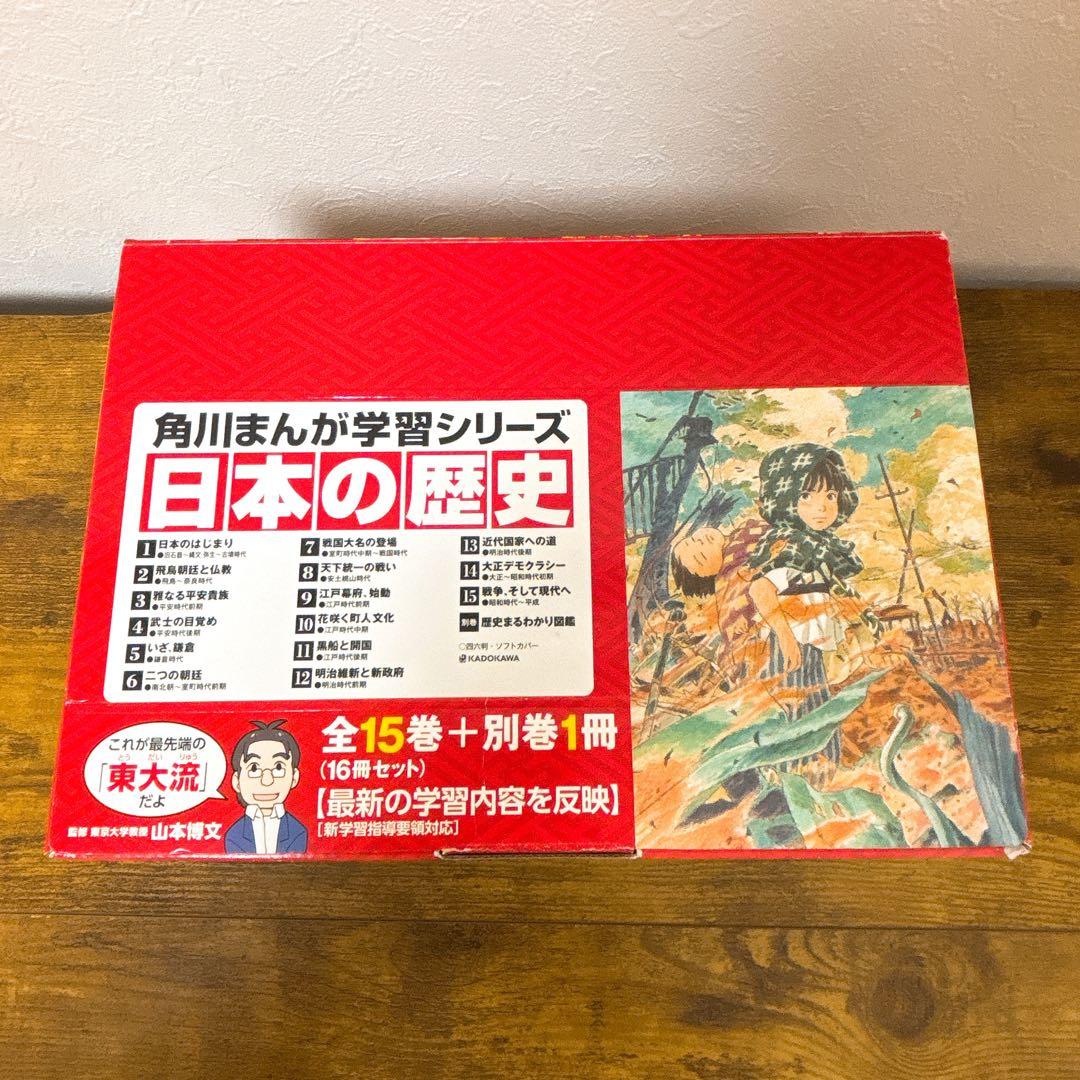 角川まんが学習シリーズ
日本の歴史
1 日本のはじまり
●旧石器～縄文・弥生～古墳時代
2 飛鳥朝廷と仏教
●飛鳥～奈良時代
3 雅なる平安貴族
●平安時代前期
4 武士の目覚め
●平安時代後期
5 いざ、鎌倉
●鎌倉時代
6 二つの朝廷
●南北朝～室町時代前期
7 戦国大名の登場
●室町時代中期～戦国時代
8 天下統一の戦い
●安土桃山時代
9 江戸幕府、始動
●江戸時代前期
10 花咲く町人文化
●江戸時代中期
11 黒船と開国
●江戸時代後期
12 明治維新と新政府
●明治時代前期
13 近代国家への道
●明治時代後期
14 大正デモクラシー
●大正～昭和時代初期
15 戦争、そして現代へ
●昭和時代～平成
別巻 歴史まるわかり図鑑
○四六判・ソフトカバー
KADOKAWA
これが最先端の
とう だい りゅう
「東大流」
だよ
監修 東京大学教授 山本博文
全15巻＋別巻1冊
(16冊セット)
【最新の学習内容を反映】
[新学習指導要領対応]